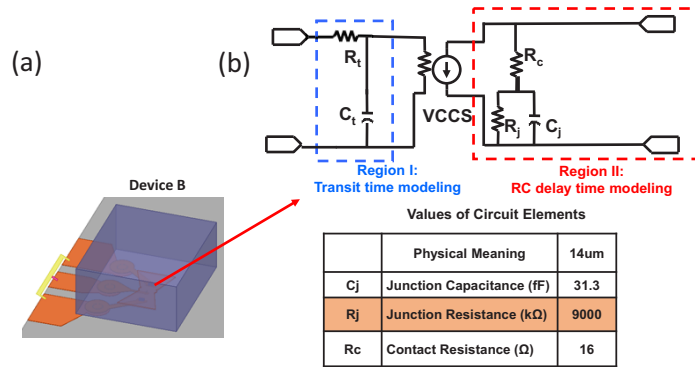 (a)
(b)
Rt
Ct
VCCS
Rc
Rj
Cj
Region I:
Transit time modeling
Region II:
RC delay time modeling
Device B
Values of Circuit Elements
Physical Meaning 14um
Cj Junction Capacitance (fF) 31.3
Rj Junction Resistance (kΩ) 9000
Rc Contact Resistance (Ω) 16